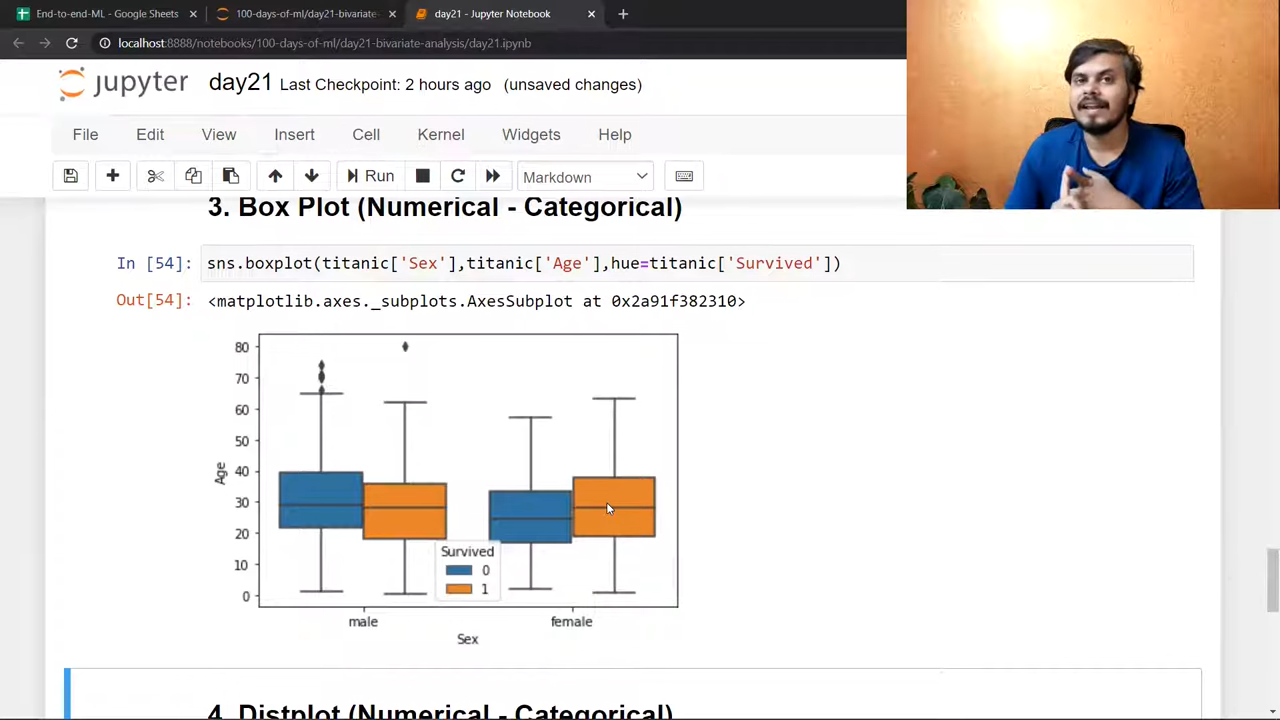 End-to-end-ML - Google Sheets
100-days-of-ml/day21-bivariate-
day21 - Jupyter Notebook
localhost:8888/notebooks/100-days-of-ml/day21-bivariate-analysis/day21.ipynb
jupyter day21 Last Checkpoint: 2 hours ago (unsaved changes)
File Edit View Insert Cell Kernel Widgets Help
Run Markdown
3. Box Plot (Numerical - Categorical)
In [54]: sns.boxplot(titanic['Sex'],titanic['Age'],hue=titanic['Survived'])
Out[54]: <matplotlib.axes._subplots.AxesSubplot at 0x2a91f382310>
80
70
60
50
40
30
20
10
0
Age
Survived
0
1
male female
Sex
4. Distplot (Numerical - Categorical)